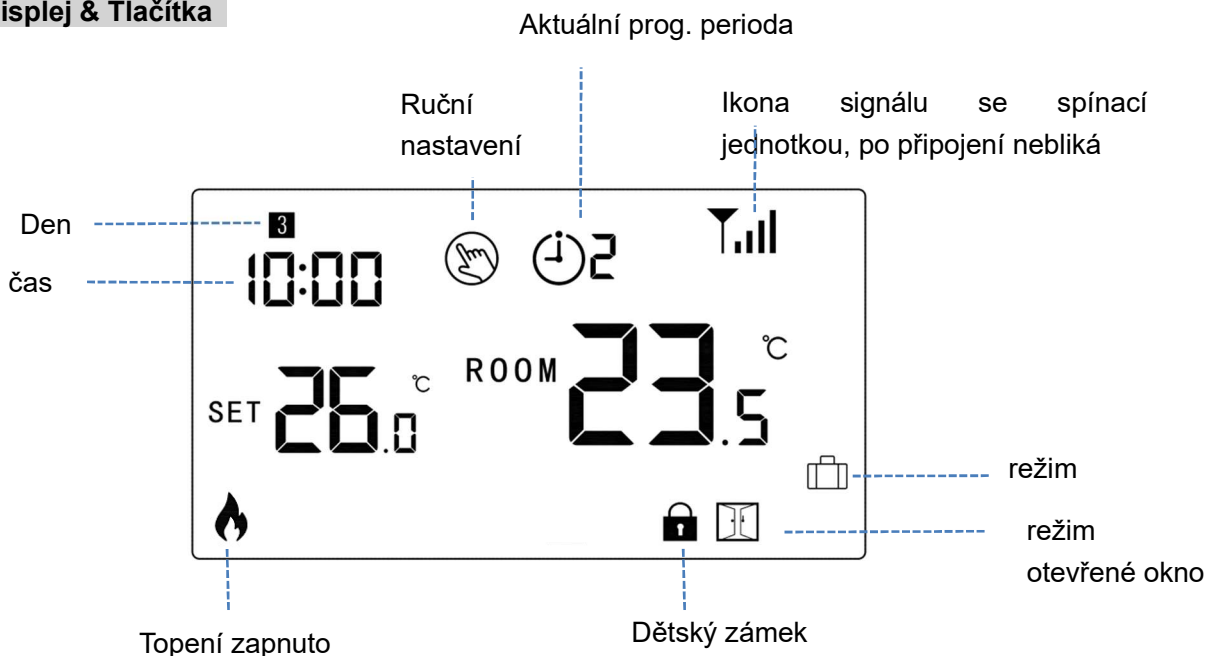 isplej & Tlačítka
Aktuální prog. perioda
Ruční
nastavení
Ikona signálu se spínací
jednotkou, po připojení nebliká
Den
3
čas
10:00
2
ROOM 23.5 ℃
SET 26.0 ℃
režim
režim
otevřené okno
Topení zapnuto
Dětský zámek